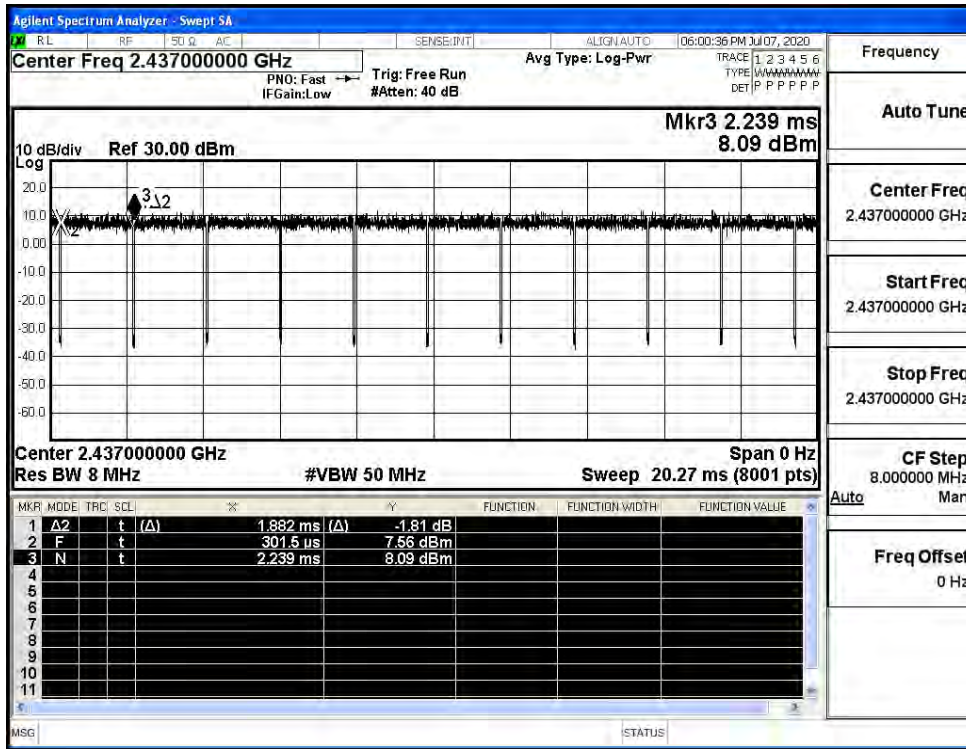 Agilent Spectrum Analyzer - Swept SA
LXI RL RF 50 Ω AC SENSE:INT ALIGN AUTO 06:00:36 PM Jul 07, 2020
Center Freq 2.437000000 GHz
PNO: Fast
IFGain:Low
Trig: Free Run
#Atten: 40 dB
Avg Type: Log-Pwr
TRACE 1 2 3 4 5 6
TYPE WWWWWW
DET P P P P P P
Mkr3 2.239 ms
8.09 dBm
10 dB/div Ref 30.00 dBm
Log
20.0
10.0
0.00
-10.0
-20.0
-30.0
-40.0
-50.0
-60.0
3Δ2
2
Center 2.437000000 GHz Span 0 Hz
Res BW 8 MHz #VBW 50 MHz Sweep 20.27 ms (8001 pts)
MKR MODE TRC SCL X Y FUNCTION FUNCTION WIDTH FUNCTION VALUE
1 Δ2 t (Δ) 1.882 ms (Δ) -1.81 dB
2 F t 301.5 µs 7.56 dBm
3 N t 2.239 ms 8.09 dBm
4
5
6
7
8
9
10
11
MSG STATUS
Frequency
Auto Tune
Center Freq
2.437000000 GHz
Start Freq
2.437000000 GHz
Stop Freq
2.437000000 GHz
CF Step
8.000000 MHz
Auto Man
Freq Offset
0 Hz